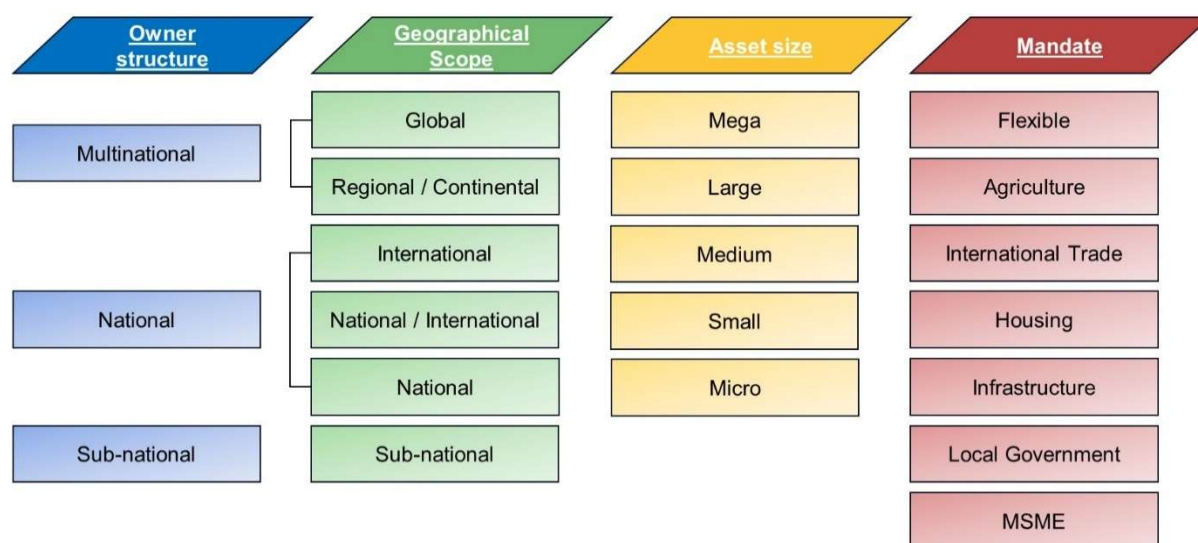 Owner
structure
Geographical
Scope
Asset size
Mandate
Multinational
National
Sub-national
Global
Regional / Continental
International
National / International
National
Sub-national
Mega
Large
Medium
Small
Micro
Flexible
Agriculture
International Trade
Housing
Infrastructure
Local Government
MSME